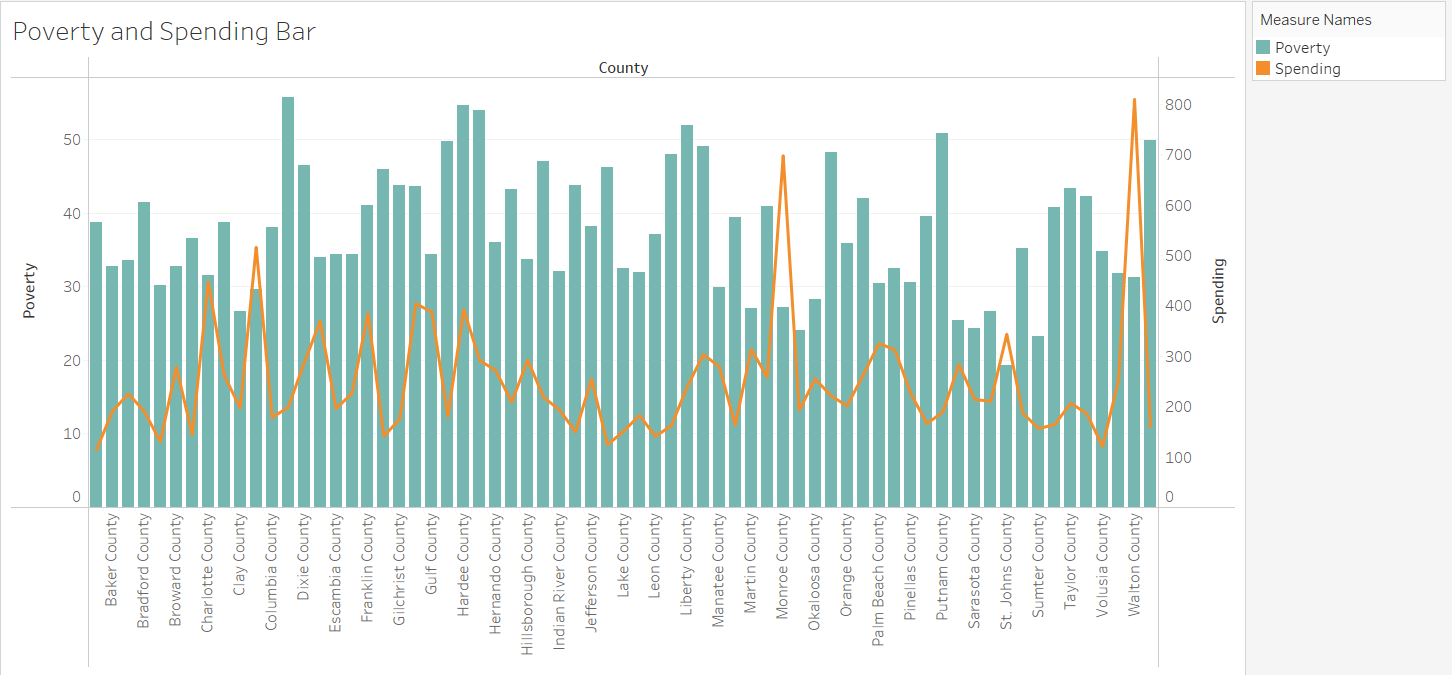 Poverty and Spending Bar
Measure Names
Poverty
Spending
County
Poverty
50
40
30
20
10
0
800
700
600
500
400
300
200
100
0
Spending
Baker County
Bradford County
Broward County
Charlotte County
Clay County
Columbia County
Dixie County
Escambia County
Franklin County
Gilchrist County
Gulf County
Hardee County
Hernando County
Hillsborough County
Indian River County
Jefferson County
Lake County
Leon County
Liberty County
Manatee County
Martin County
Monroe County
Okaloosa County
Orange County
Palm Beach County
Pinellas County
Putnam County
Sarasota County
St. Johns County
Sumter County
Taylor County
Volusia County
Walton County